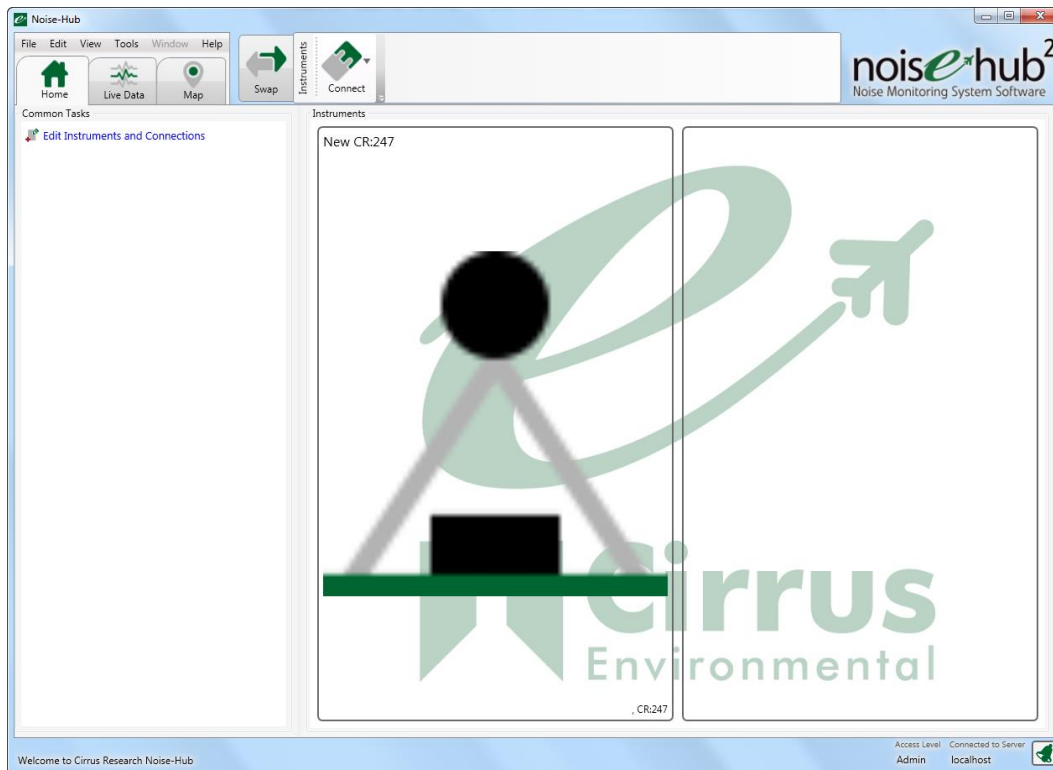 Noise-Hub
File Edit View Tools Window Help
Home
Live Data
Map
Swap
Instruments
Connect
noise hub2
Noise Monitoring System Software
Common Tasks
Edit Instruments and Connections
Instruments
New CR:247
Cirrus
Environmental
, CR:247
Welcome to Cirrus Research Noise-Hub
Access Level Connected to Server
Admin localhost